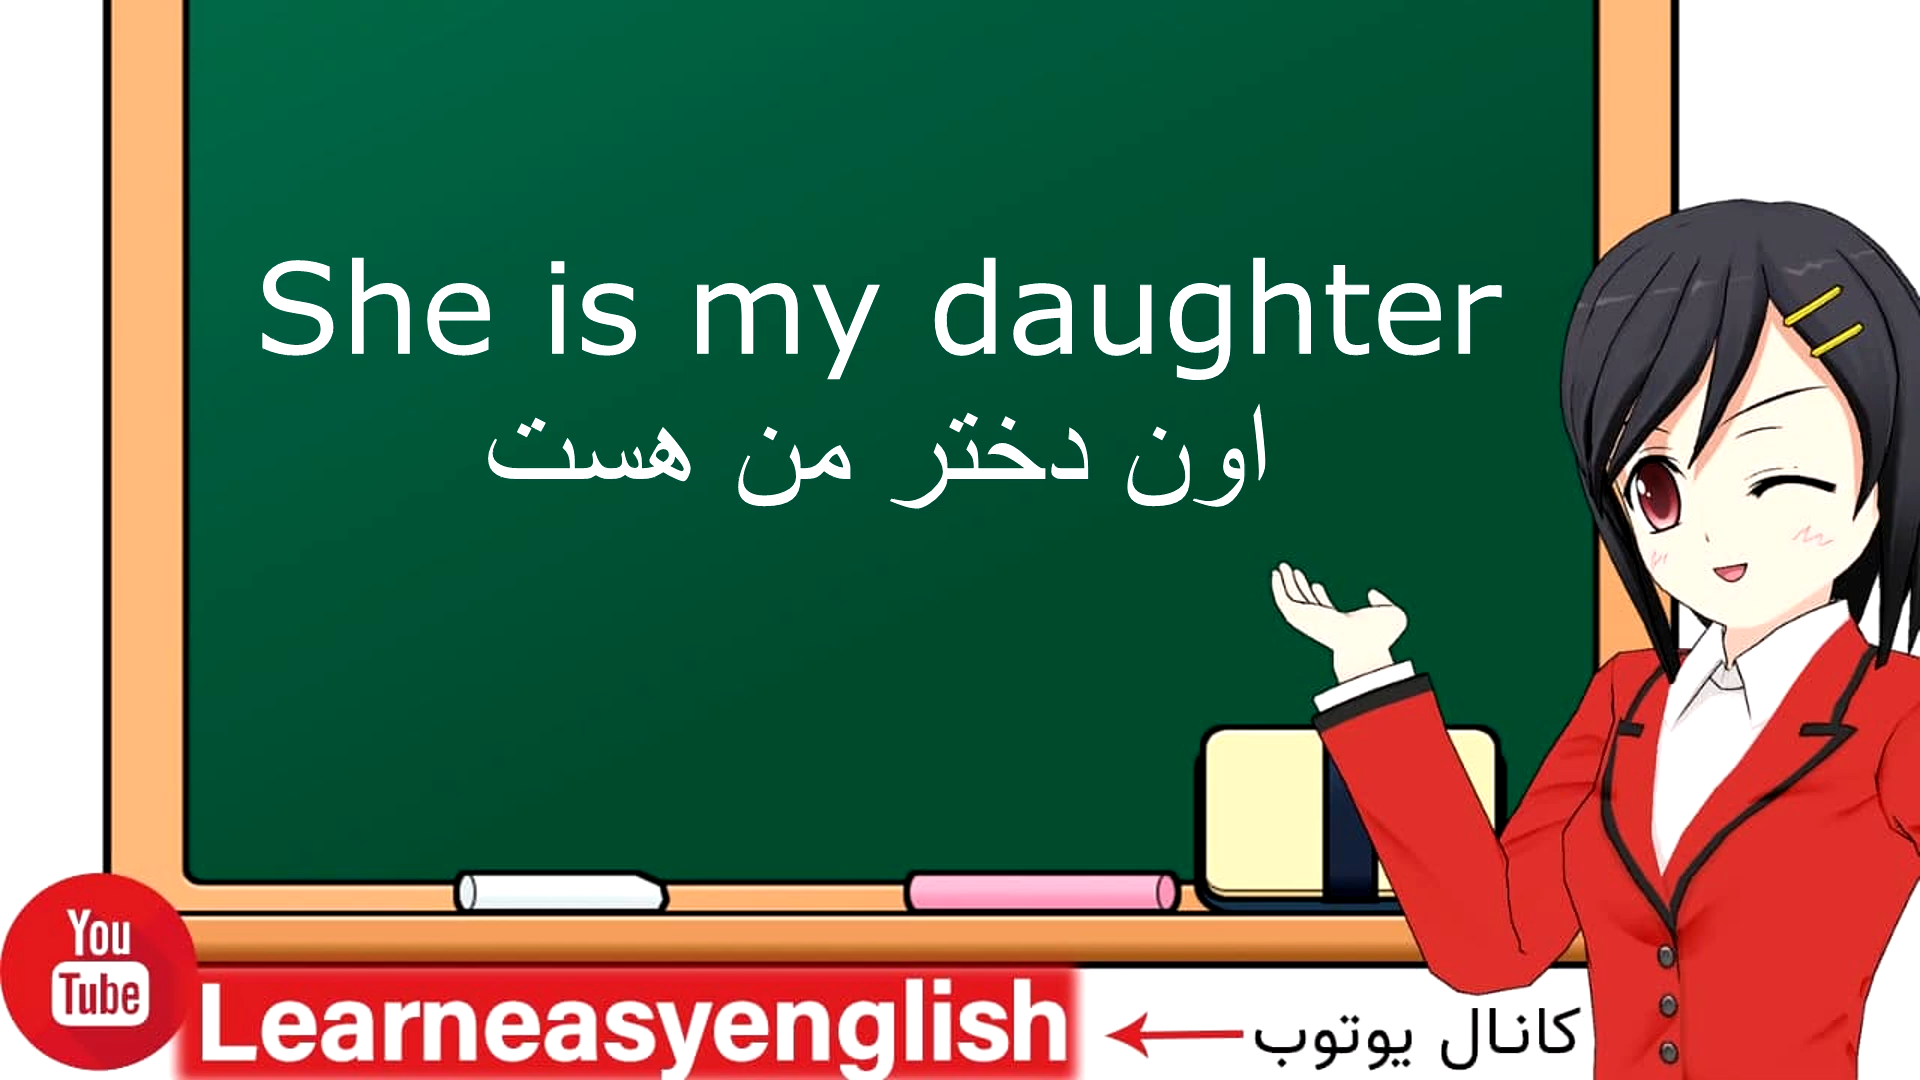 She is my daughter
اون دختر من هست
You
Tube
Learneasyenglish
کانال یوتوب